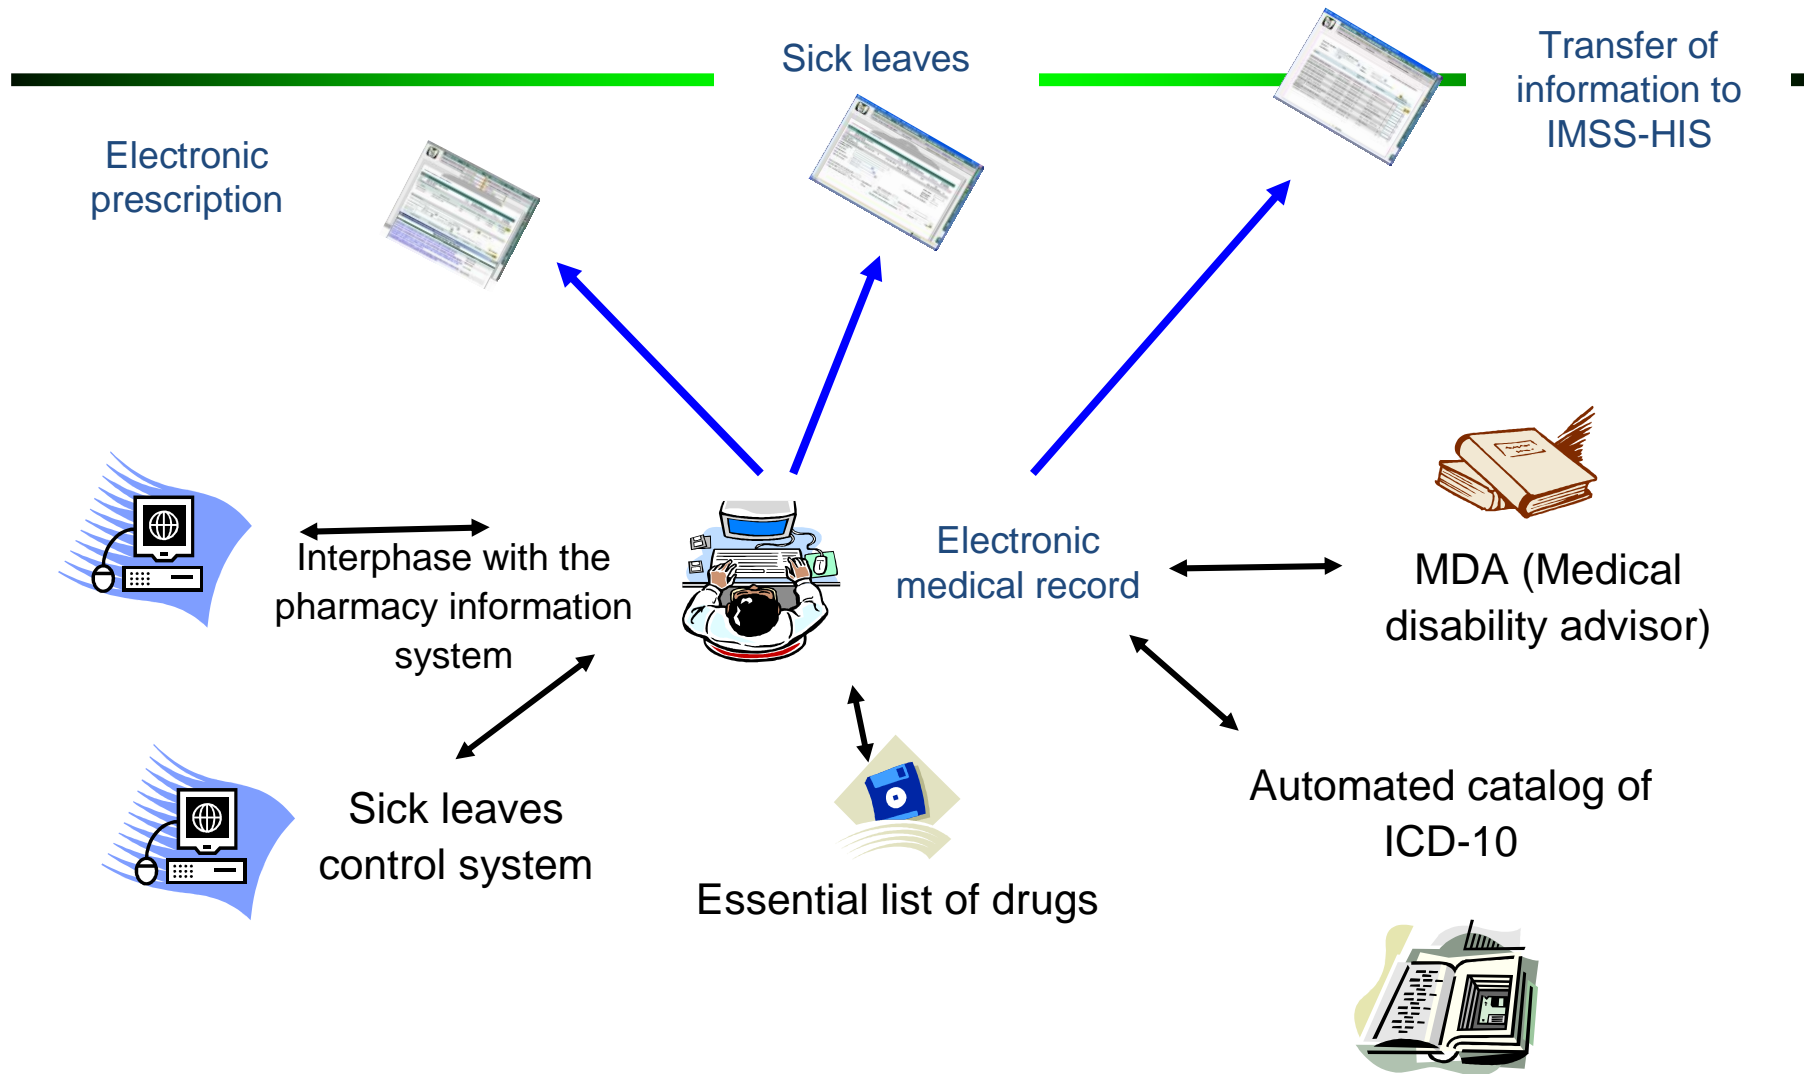 Sick leaves
Transfer of
information to
IMSS-HIS
Electronic
prescription
Interphase with the
pharmacy information
system
Electronic
medical record
MDA (Medical
disability advisor)
Sick leaves
control system
Essential list of drugs
Automated catalog of
ICD-10